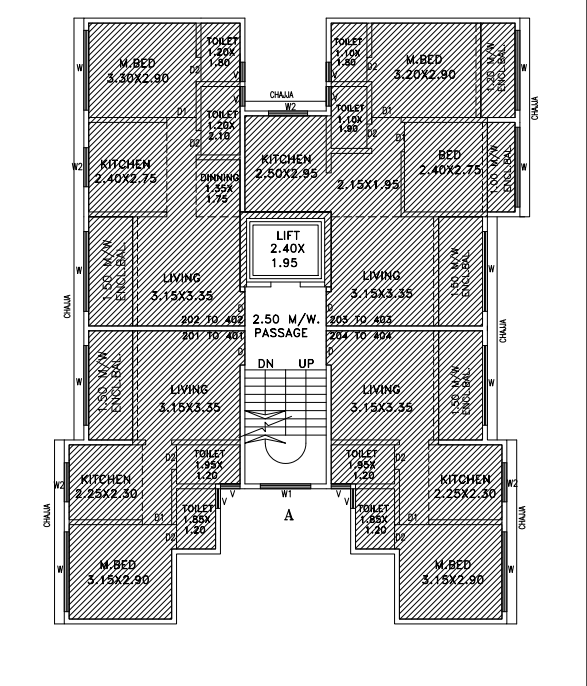 TOILET
1.20X
1.80
M.BED
3.30X2.90
D2
V
W
TOILET
1.10X
1.50
M.BED
3.20X2.90
D2
1.20 M/W
ENCL.BAL.
W
CHAJJA
CHAJJA
W2
D1
TOILET
1.20X
2.10
V
D2
TOILET
1.10X
1.90
D2
D1
D1
KITCHEN
2.40X2.75
W2
DINNING
1.35X
1.75
KITCHEN
2.50X2.95
2.15X1.95
BED
2.40X2.75
1.00 M/W
ENCL.BAL.
W
LIFT
2.40X
1.95
1.50 M/W
ENCL.BAL.
W
CHAJJA
LIVING
3.15X3.35
LIVING
3.15X3.35
1.50 M/W
ENCL.BAL.
W
D
D
202 TO 402
2.50 M/W.
PASSAGE
203 TO 403
201 TO 401
204 TO 404
CHAJJA
D
D
DN
UP
1.50 M/W
ENCL.BAL.
W
LIVING
3.15X3.35
LIVING
3.15X3.35
1.50 M/W
ENCL.BAL.
W
D2
TOILET
1.95X
1.20
TOILET
1.95X
1.20
D2
KITCHEN
2.25X2.30
W2
KITCHEN
2.25X2.30
W2
V
W1
V
V
V
A
CHAJJA
D1
TOILET
1.85X
1.20
D2
TOILET
1.85X
1.20
D2
D1
CHAJJA
M.BED
3.15X2.90
W
M.BED
3.15X2.90
W